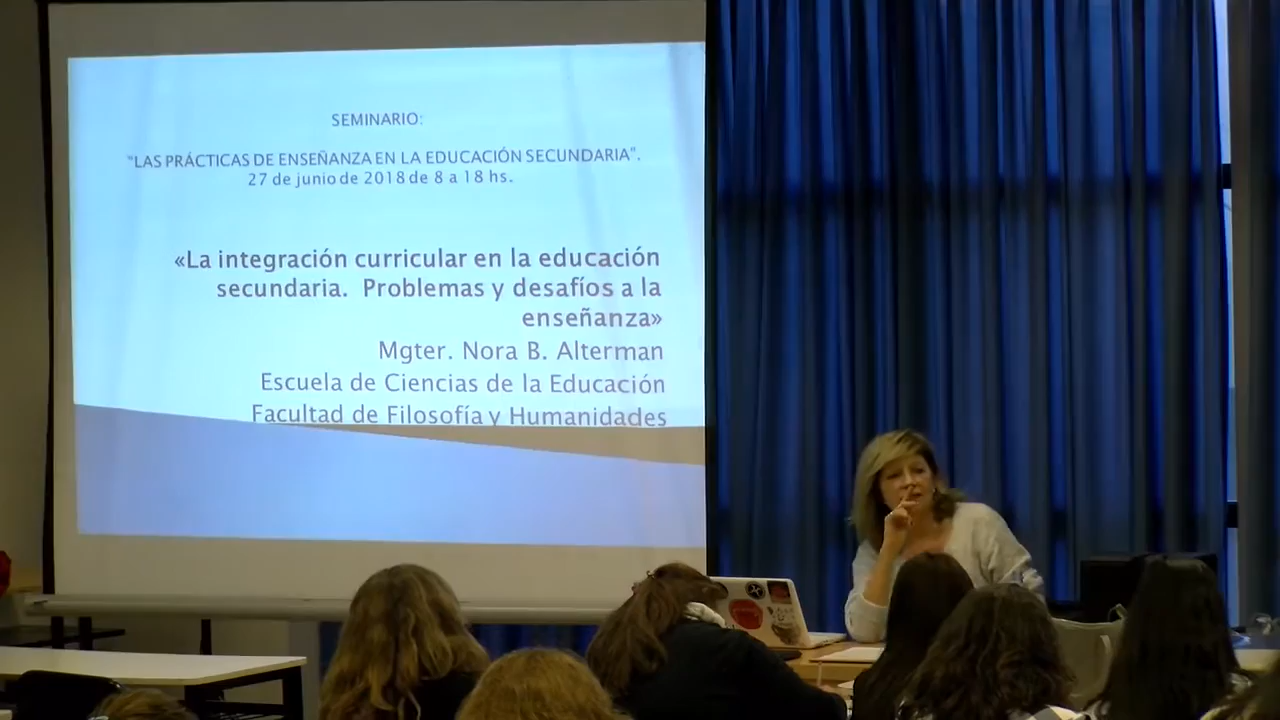 SEMINARIO:
"LAS PRÁCTICAS DE ENSEÑANZA EN LA EDUCACIÓN SECUNDARIA".
27 de junio de 2018 de 8 a 18 hs.
«La integración curricular en la educación
secundaria. Problemas y desafíos a la
enseñanza»
Mgter. Nora B. Alterman
Escuela de Ciencias de la Educación
Facultad de Filosofía y Humanidades